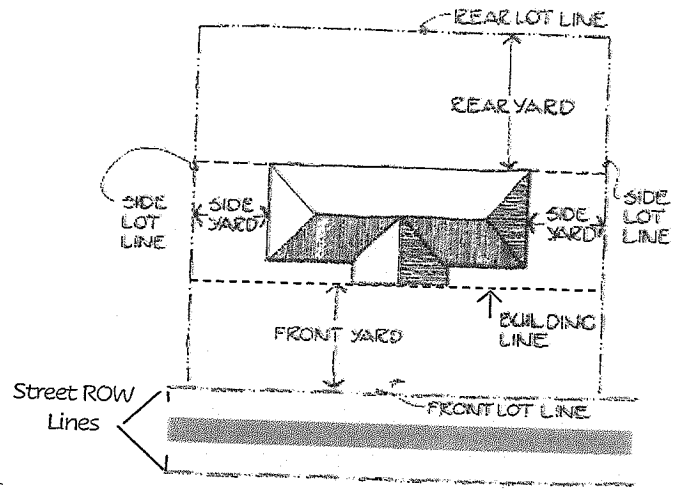 REAR LOT LINE
REAR YARD
SIDE
LOT
LINE
SIDE
YARD
SIDE
YARD
SIDE
LOT
LINE
FRONT YARD
BUILDING
LINE
Street ROW
Lines
FRONT LOT LINE